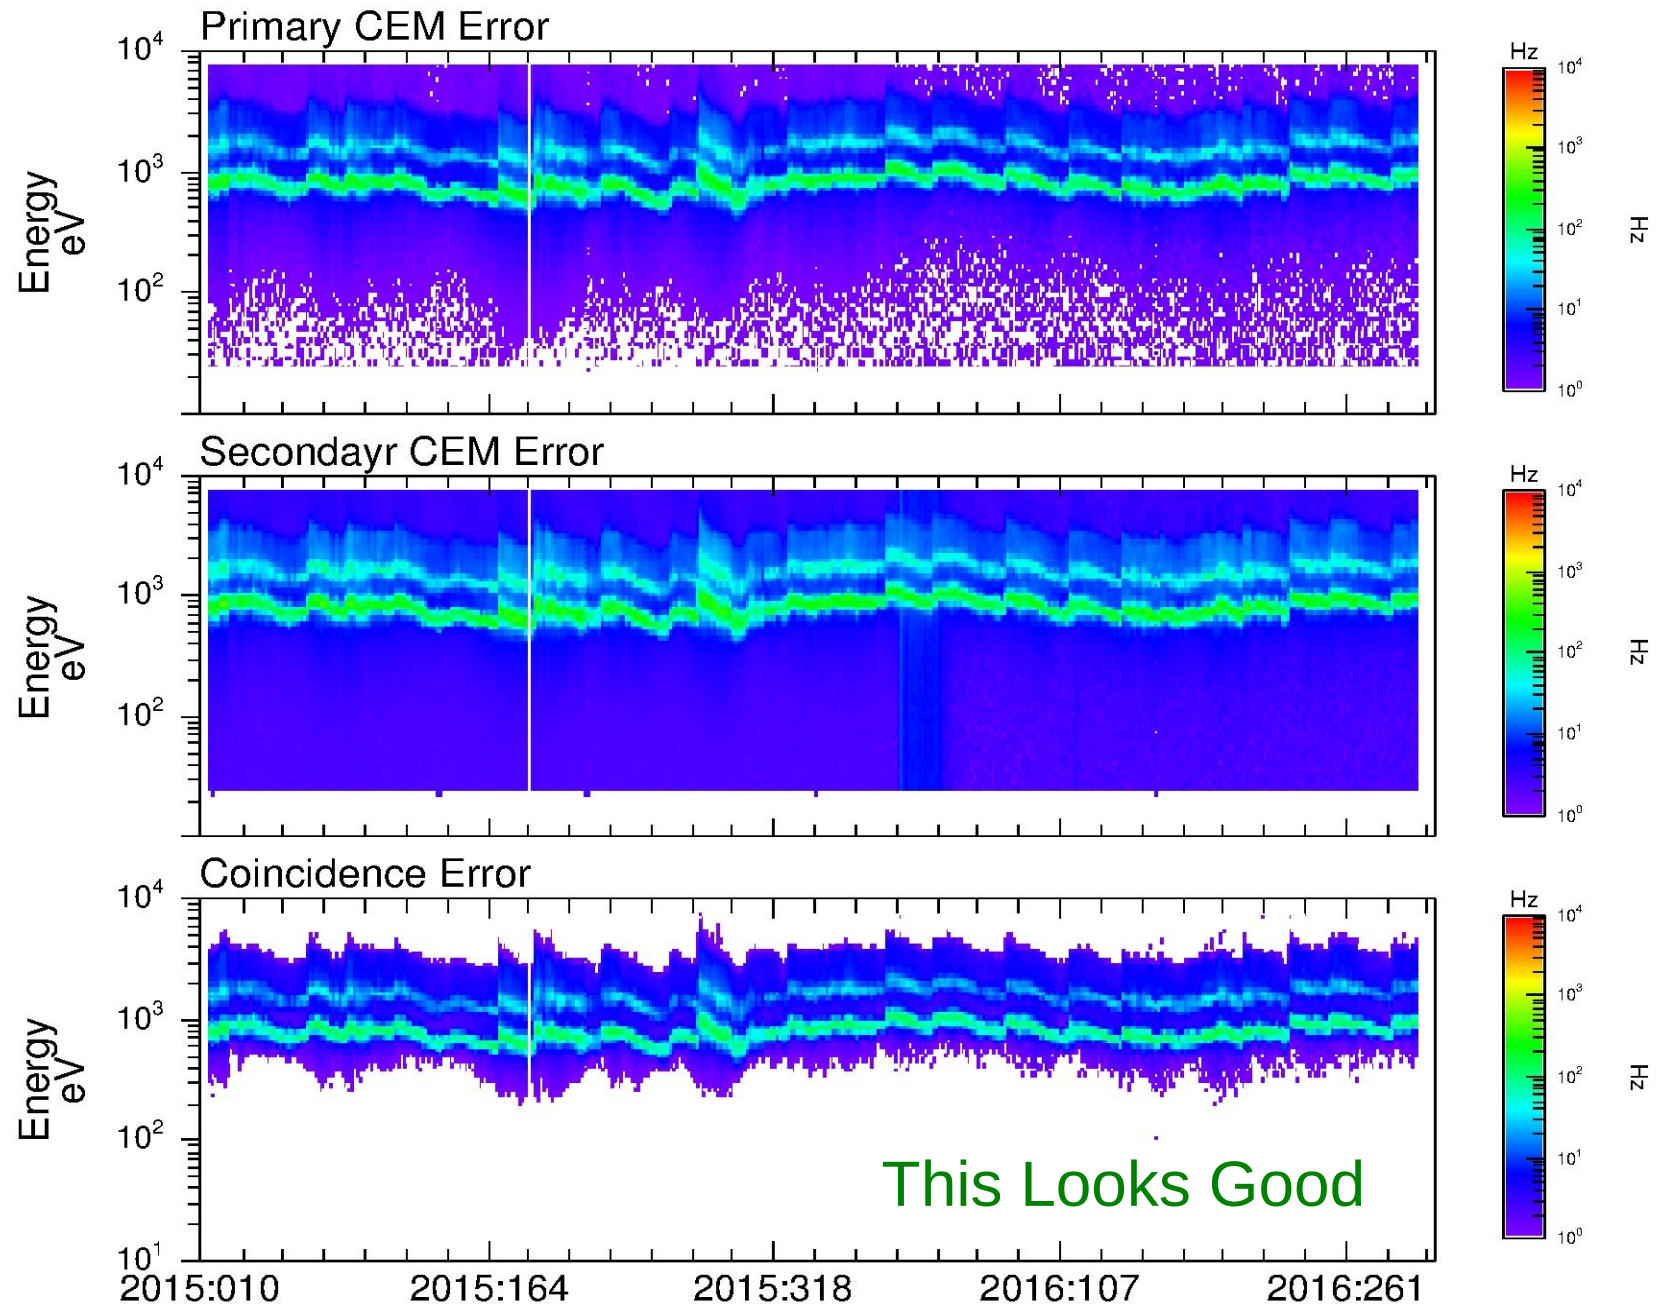 Primary CEM Error
Hz
10⁴
10³
10²
Energy
eV
10⁴
10³
10²
10¹
10⁰
Hz
Secondayr CEM Error
Hz
10⁴
10³
10²
Energy
eV
10⁴
10³
10²
10¹
10⁰
Hz
Coincidence Error
Hz
10⁴
10³
10²
10¹
Energy
eV
10⁴
10³
10²
10¹
10⁰
Hz
This Looks Good
2015:010 2015:164 2015:318 2016:107 2016:261